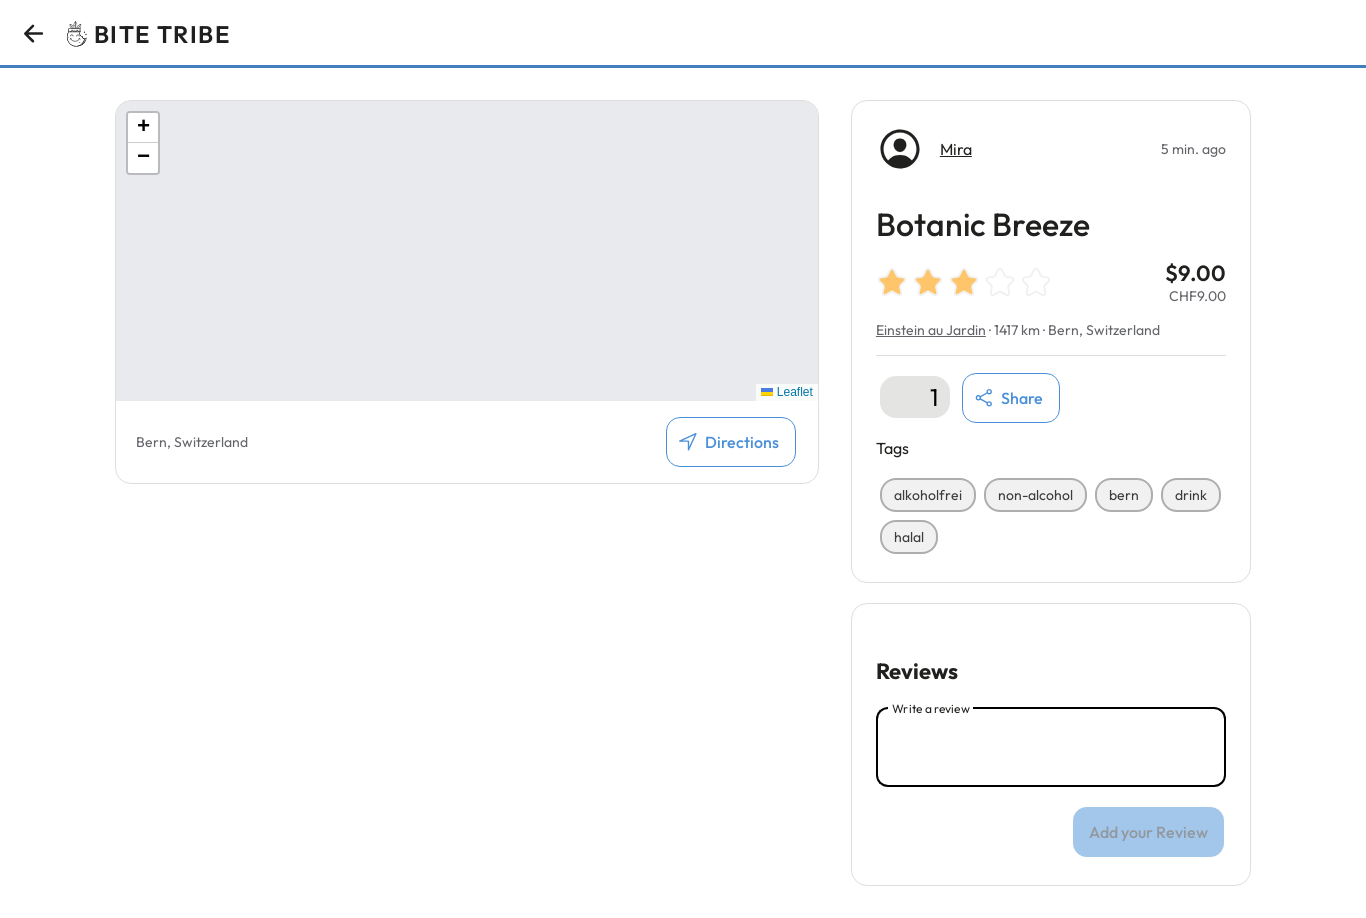 BITE TRIBE
+
−
Leaflet
Bern, Switzerland
Directions
Mira
5 min. ago
Botanic Breeze
$9.00
CHF9.00
Einstein au Jardin · 1417 km · Bern, Switzerland
1
Share
Tags
alkoholfrei non-alcohol bern drink
halal
Reviews
Write a review
Add your Review